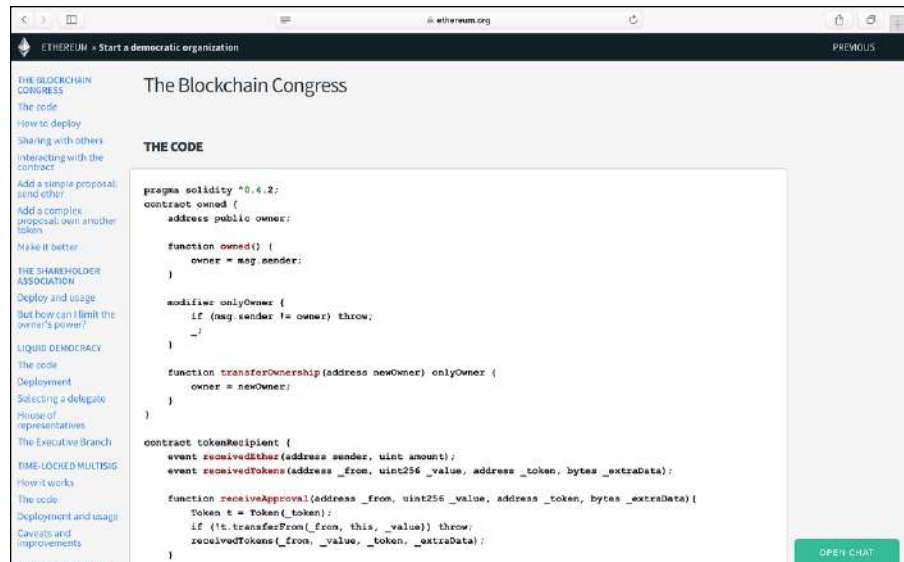 ethereum.org
ETHEREUM » Start a democratic organization
PREVIOUS
THE BLOCKCHAIN
CONGRESS
The code
How to deploy
Sharing with others
Interacting with the
contract
Add a simple proposal:
send ether
Add a complex
proposal: own another
token
Make it better
THE SHAREHOLDER
ASSOCIATION
Deploy and usage
But how can I limit the
owner's power?
LIQUID DEMOCRACY
The code
Deployment
Selecting a delegate
House of
representatives
The Executive Branch
TIME-LOCKED MULTISIG
How it works
The code
Deployment and usage
Caveats and
improvements
The Blockchain Congress
THE CODE
pragma solidity ^0.4.2;
contract owned {
address public owner;
function owned() {
owner = msg.sender;
}
modifier onlyOwner {
if (msg.sender != owner) throw;
_;
}
function transferOwnership(address newOwner) onlyOwner {
owner = newOwner;
}
}
contract tokenRecipient {
event receivedEther(address sender, uint amount);
event receivedTokens(address _from, uint256 _value, address _token, bytes _extraData);
function receiveApproval(address _from, uint256 _value, address _token, bytes _extraData){
Token t = Token(_token);
if (!t.transferFrom(_from, this, _value)) throw;
receivedTokens(_from, _value, _token, _extraData);
}
OPEN CHAT